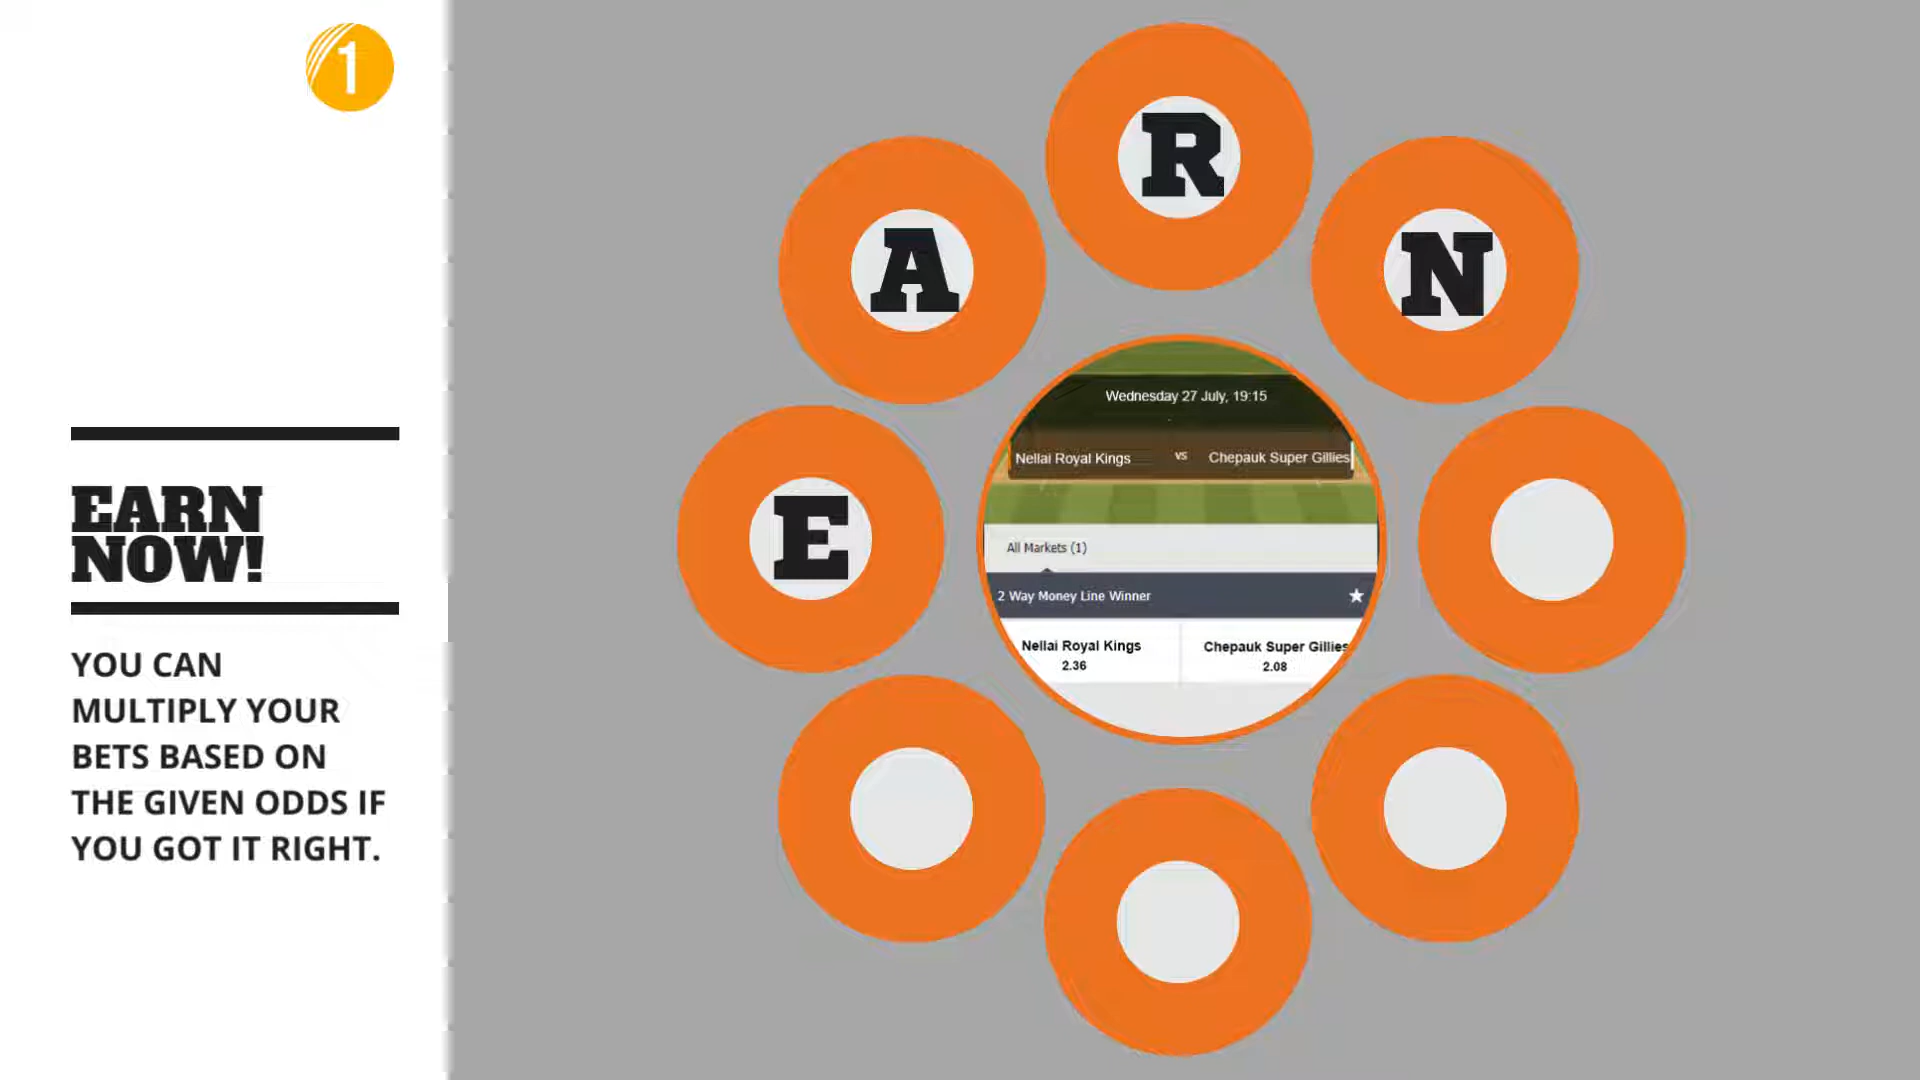 1
EARN
NOW!
YOU CAN
MULTIPLY YOUR
BETS BASED ON
THE GIVEN ODDS IF
YOU GOT IT RIGHT.
E
A
R
N
Wednesday 27 July, 19:15
Nellai Royal Kings vs Chepauk Super Gillies
All Markets (1)
2 Way Money Line Winner
Nellai Royal Kings Chepauk Super Gillies
2.36 2.08